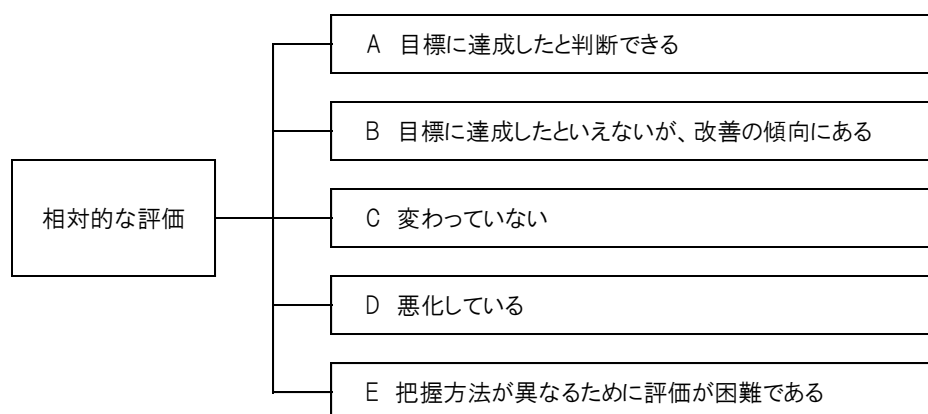 相対的な評価
A 目標に達成したと判断できる
B 目標に達成したといえないが、改善の傾向にある
C 変わっていない
D 悪化している
E 把握方法が異なるために評価が困難である